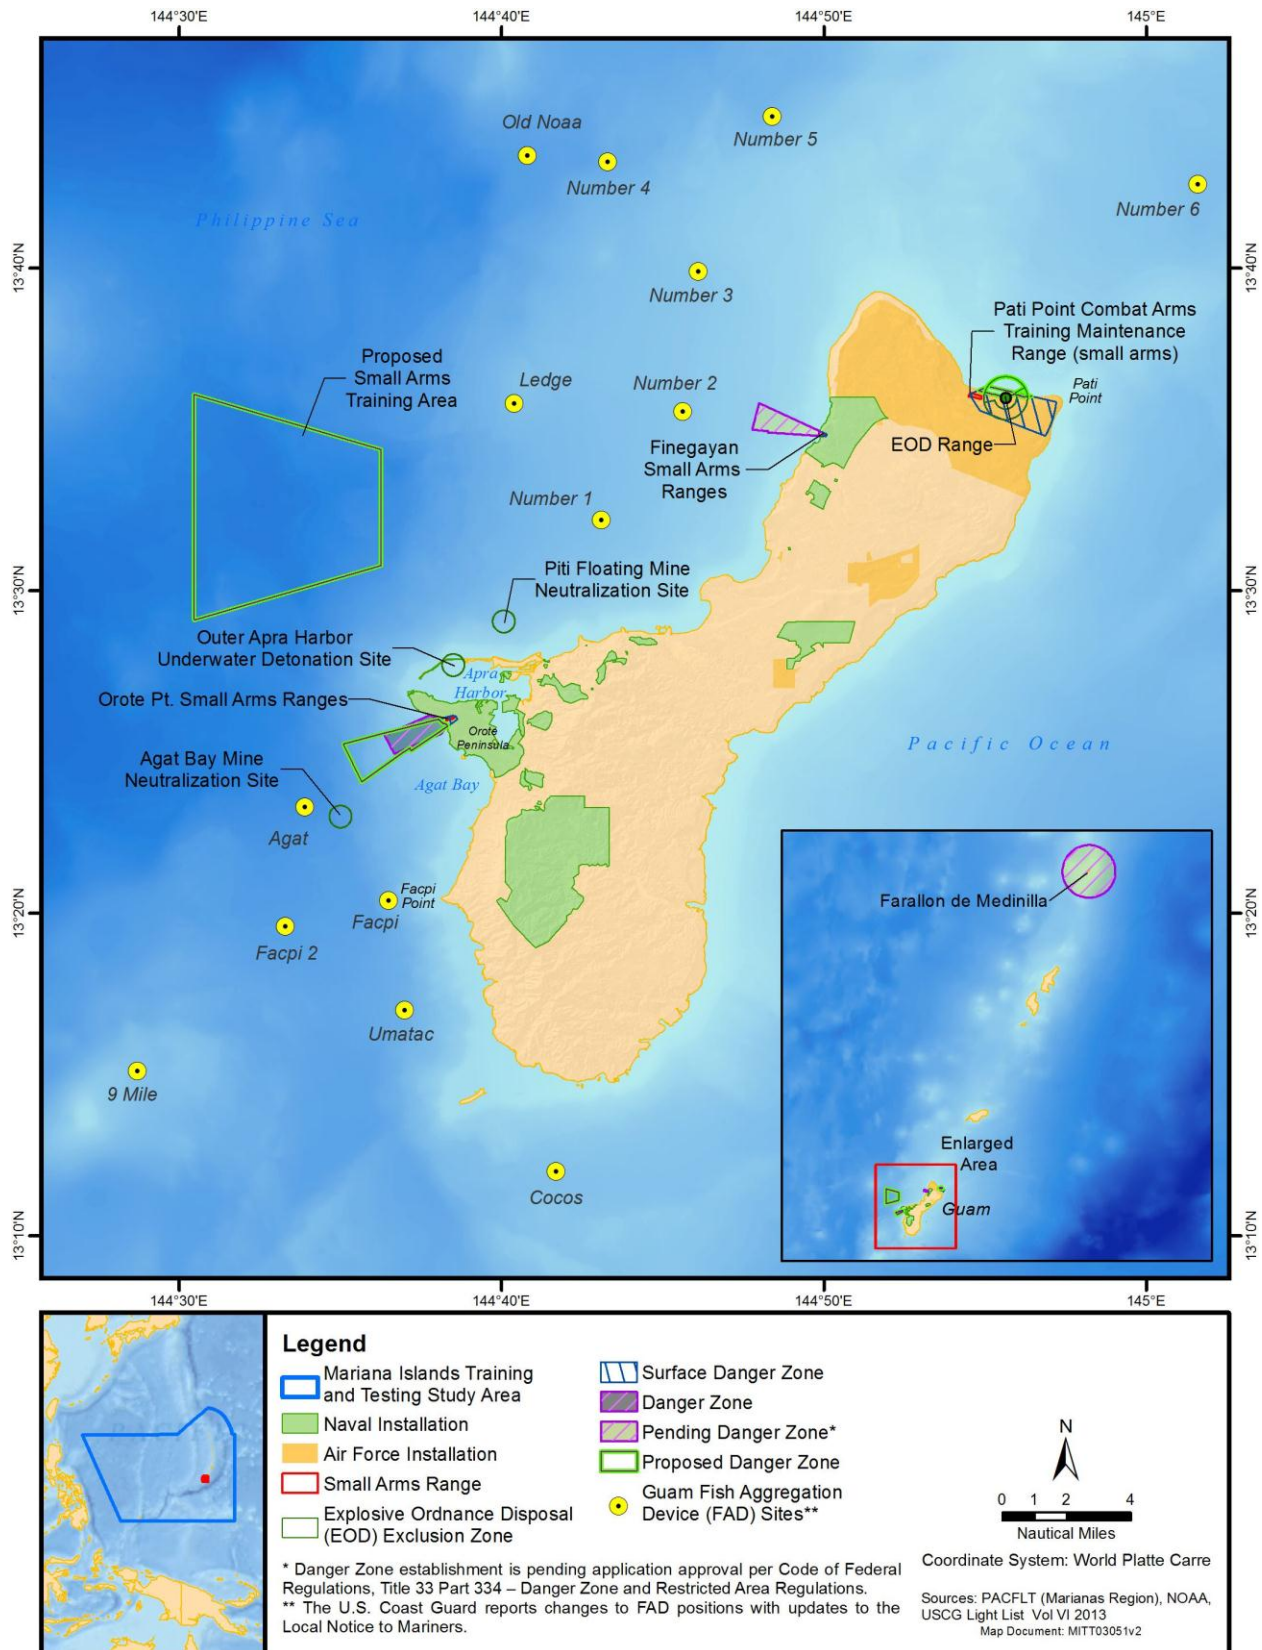 144°30'E
144°40'E
144°50'E
145°E
Old Noaa
Number 5
Number 4
Number 6
Philippine Sea
13°40'N
13°40'N
Number 3
Pati Point Combat Arms
Training Maintenance
Range (small arms)
Proposed
Small Arms
Training Area
Ledge
Number 2
Pati
Point
EOD Range
Finegayan
Small Arms
Ranges
Number 1
Piti Floating Mine
Neutralization Site
13°30'N
13°30'N
Outer Apra Harbor
Underwater Detonation Site
Apra
Harbor
Orote Pt. Small Arms Ranges
Orote
Peninsula
Pacific Ocean
Agat Bay Mine
Neutralization Site
Agat Bay
Agat
Facpi
Point
Facpi
Farallon de Medinilla
13°20'N
13°20'N
Facpi 2
Umatac
9 Mile
Enlarged
Area
Cocos
Guam
13°10'N
13°10'N
144°30'E
144°40'E
144°50'E
145°E
Legend
Mariana Islands Training
and Testing Study Area
Naval Installation
Air Force Installation
Small Arms Range
Explosive Ordnance Disposal
(EOD) Exclusion Zone
Surface Danger Zone
Danger Zone
Pending Danger Zone*
Proposed Danger Zone
Guam Fish Aggregation
Device (FAD) Sites**
* Danger Zone establishment is pending application approval per Code of Federal
Regulations, Title 33 Part 334 – Danger Zone and Restricted Area Regulations.
** The U.S. Coast Guard reports changes to FAD positions with updates to the
Local Notice to Mariners.
N
0 1 2 4
Nautical Miles
Coordinate System: World Platte Carre
Sources: PACFLT (Marianas Region), NOAA,
USCG Light List Vol VI 2013
Map Document: MITT03051v2